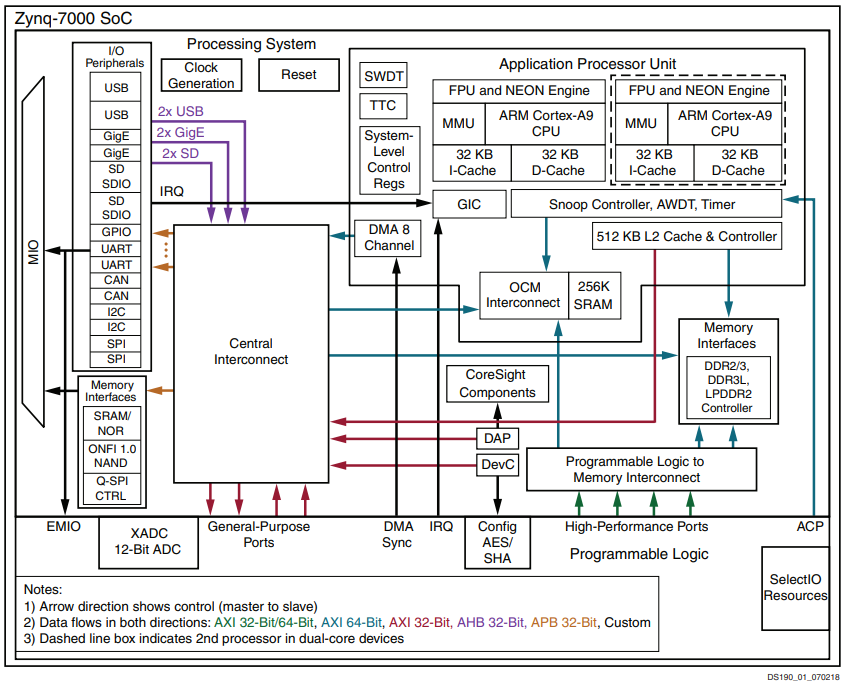 Zynq-7000 SoC
Processing System
I/O
Peripherals
USB
USB
GigE
GigE
SD
SDIO
SD
SDIO
GPIO
UART
UART
CAN
CAN
I2C
I2C
SPI
SPI
MIO
Clock
Generation
Reset
2x USB
2x GigE
2x SD
IRQ
SWDT
TTC
System-
Level
Control
Regs
Application Processor Unit
FPU and NEON Engine
MMU
ARM Cortex-A9
CPU
32 KB
I-Cache
32 KB
D-Cache
FPU and NEON Engine
MMU
ARM Cortex-A9
CPU
32 KB
I-Cache
32 KB
D-Cache
GIC
Snoop Controller, AWDT, Timer
DMA 8
Channel
512 KB L2 Cache & Controller
OCM
Interconnect
256K
SRAM
Central
Interconnect
Memory
Interfaces
DDR2/3,
DDR3L,
LPDDR2
Controller
CoreSight
Components
Memory
Interfaces
SRAM/
NOR
ONFI 1.0
NAND
Q-SPI
CTRL
DAP
DevC
Programmable Logic to
Memory Interconnect
EMIO
XADC
12-Bit ADC
General-Purpose
Ports
DMA
Sync
IRQ
Config
AES/
SHA
High-Performance Ports
ACP
Programmable Logic
SelectIO
Resources
Notes:
1) Arrow direction shows control (master to slave)
2) Data flows in both directions: AXI 32-Bit/64-Bit, AXI 64-Bit, AXI 32-Bit, AHB 32-Bit, APB 32-Bit, Custom
3) Dashed line box indicates 2nd processor in dual-core devices
DS190_01_070218